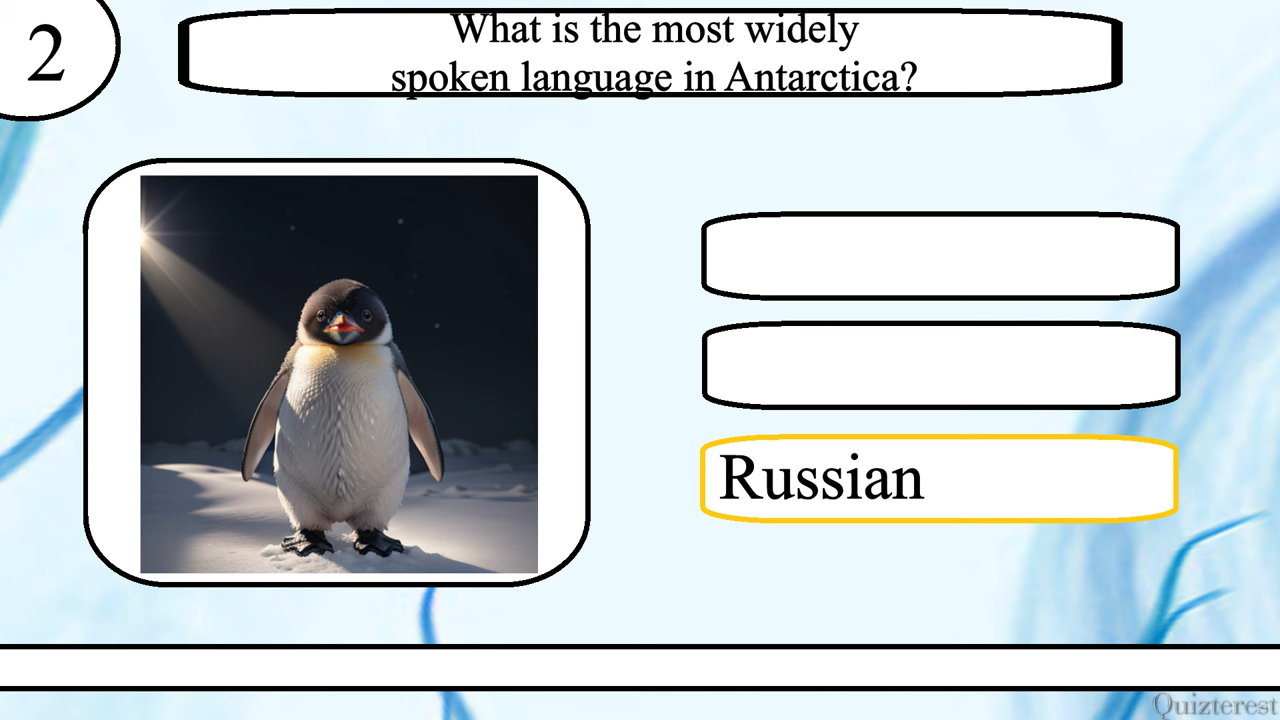 2
What is the most widely
spoken language in Antarctica?
Russian
Quizterest